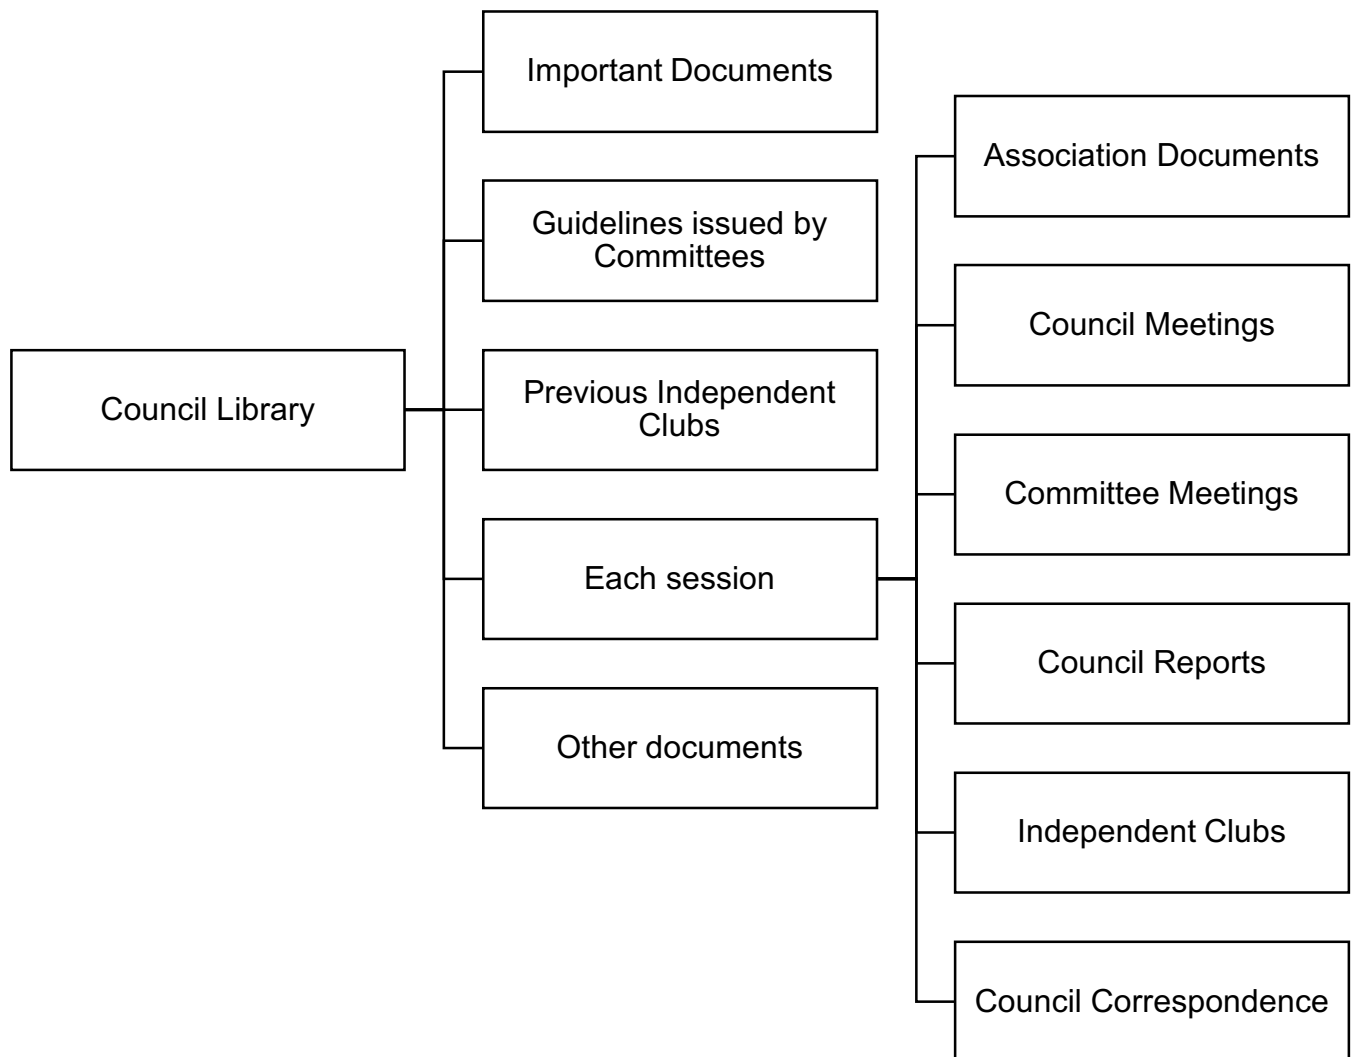 Council Library
Important Documents
Guidelines issued by
Committees
Previous Independent
Clubs
Each session
Other documents
Association Documents
Council Meetings
Committee Meetings
Council Reports
Independent Clubs
Council Correspondence